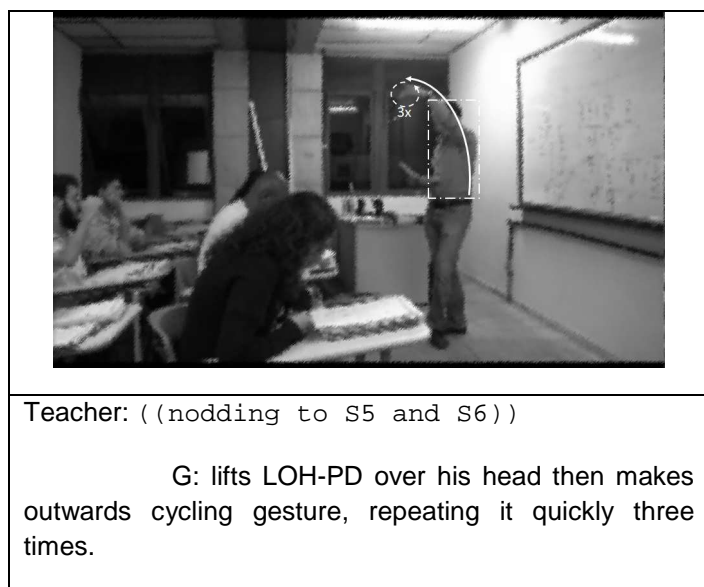 3x
Teacher: ((nodding to S5 and S6))
G: lifts LOH-PD over his head then makes
outwards cycling gesture, repeating it quickly three
times.